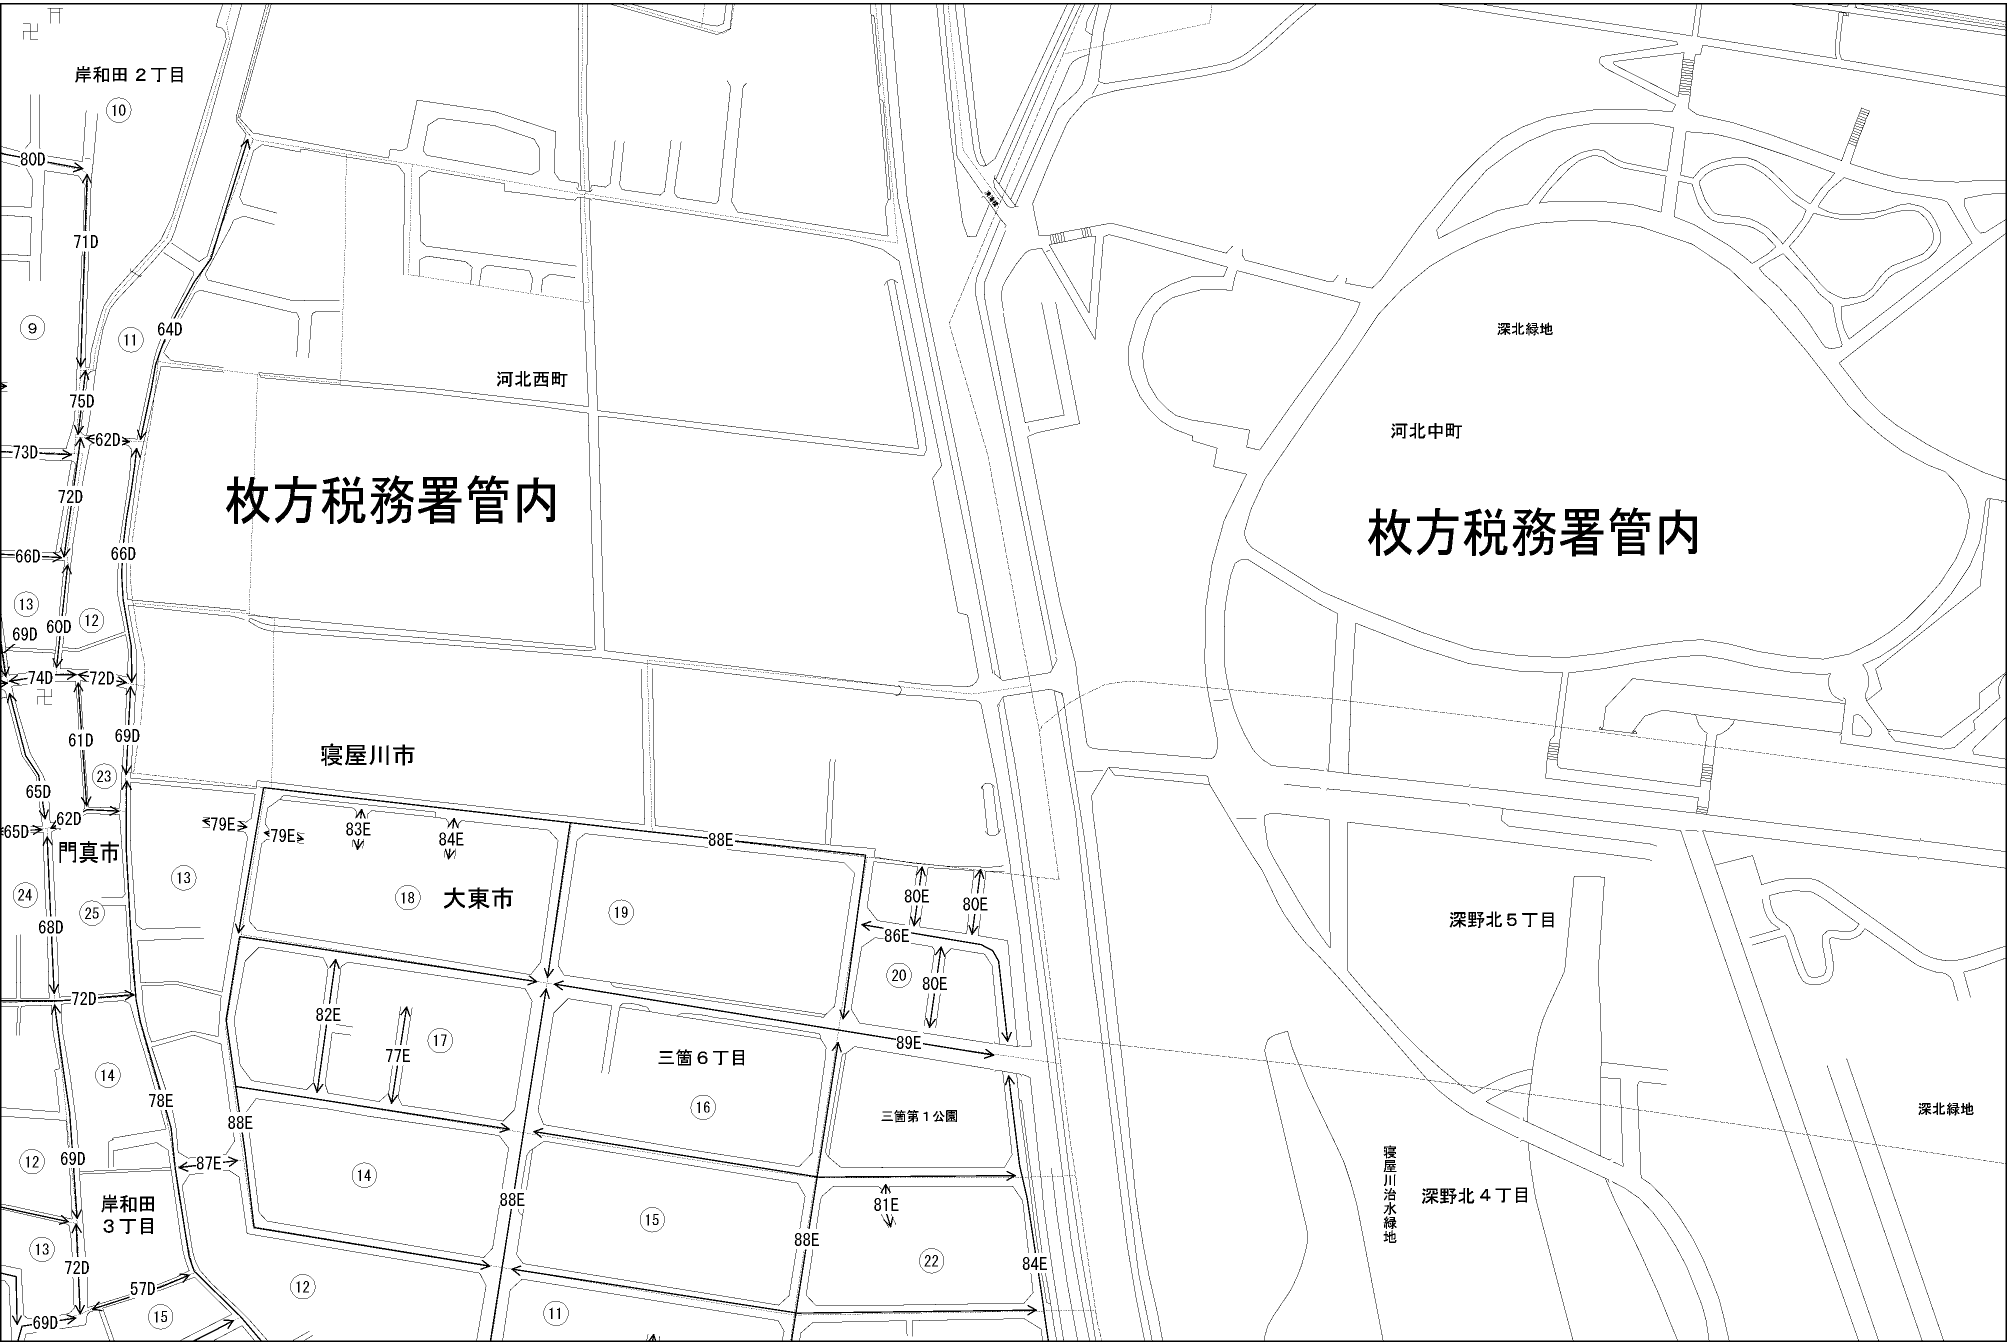 岸和田２丁目
⑩
80D
71D
⑨
⑪
64D
深北緑地
河北西町
75D
62D
73D
河北中町
72D
枚方税務署管内
枚方税務署管内
66D
66D
⑬
⑫
60D
69D
74D
72D
61D
69D
寝屋川市
㉓
65D
62D
65D
79E
79E
83E
84E
88E
門真市
⑬
⑱
大東市
⑲
80E
80E
㉔
㉕
68D
86E
深野北５丁目
⑳
80E
72D
82E
77E
⑰
89E
三箇６丁目
⑭
78E
⑯
三箇第１公園
深北緑地
88E
69D
⑫
87E
⑭
88E
81E
寝屋川治水緑地
深野北４丁目
岸和田
３丁目
⑮
88E
⑬
72D
㉒
84E
57D
⑫
⑪
69D
⑮